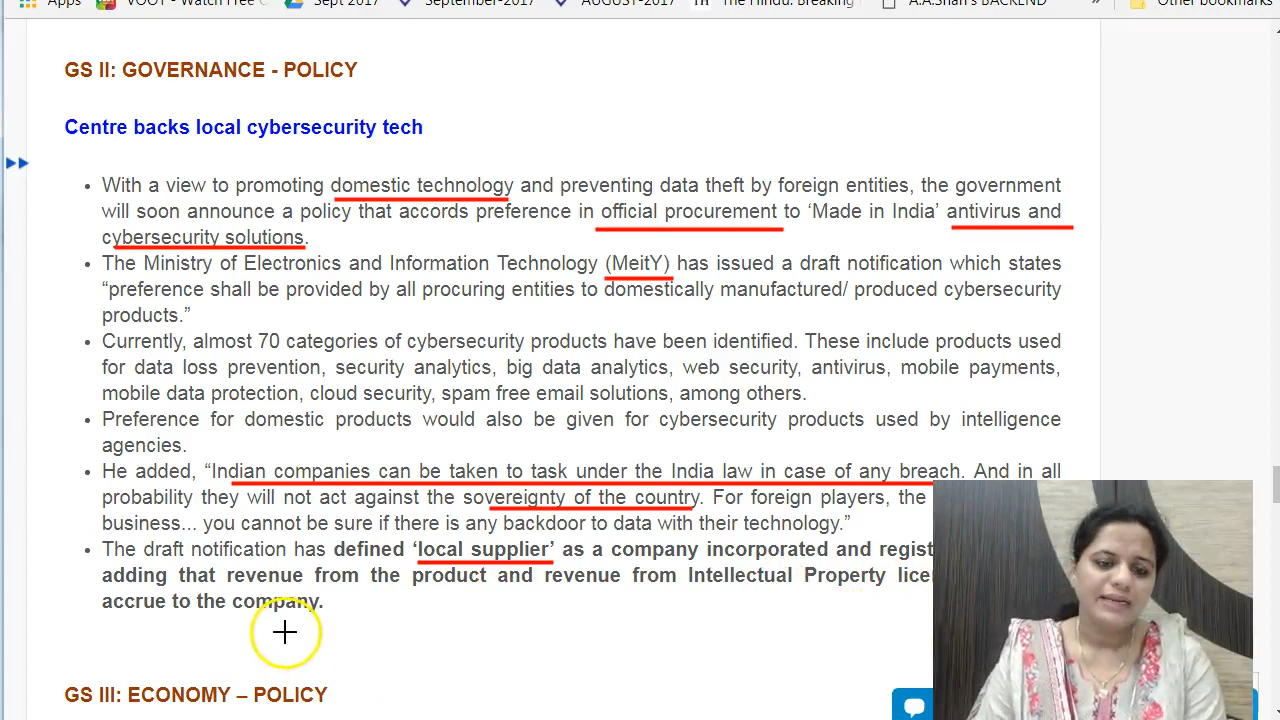 Apps VOOT - Watch Free Sept 2017 September-2017 AUGUST-2017 TH The Hindu: Breaking A.A.Shah's BACKEND » Other bookmarks
GS II: GOVERNANCE - POLICY
Centre backs local cybersecurity tech
• With a view to promoting domestic technology and preventing data theft by foreign entities, the government
will soon announce a policy that accords preference in official procurement to ‘Made in India’ antivirus and
cybersecurity solutions.
• The Ministry of Electronics and Information Technology (MeitY) has issued a draft notification which states
“preference shall be provided by all procuring entities to domestically manufactured/ produced cybersecurity
products.”
• Currently, almost 70 categories of cybersecurity products have been identified. These include products used
for data loss prevention, security analytics, big data analytics, web security, antivirus, mobile payments,
mobile data protection, cloud security, spam free email solutions, among others.
• Preference for domestic products would also be given for cybersecurity products used by intelligence
agencies.
• He added, “Indian companies can be taken to task under the India law in case of any breach. And in all
probability they will not act against the sovereignty of the country. For foreign players, the
business... you cannot be sure if there is any backdoor to data with their technology.”
• The draft notification has defined ‘local supplier’ as a company incorporated and regist
adding that revenue from the product and revenue from Intellectual Property lice
accrue to the company.
GS III: ECONOMY – POLICY